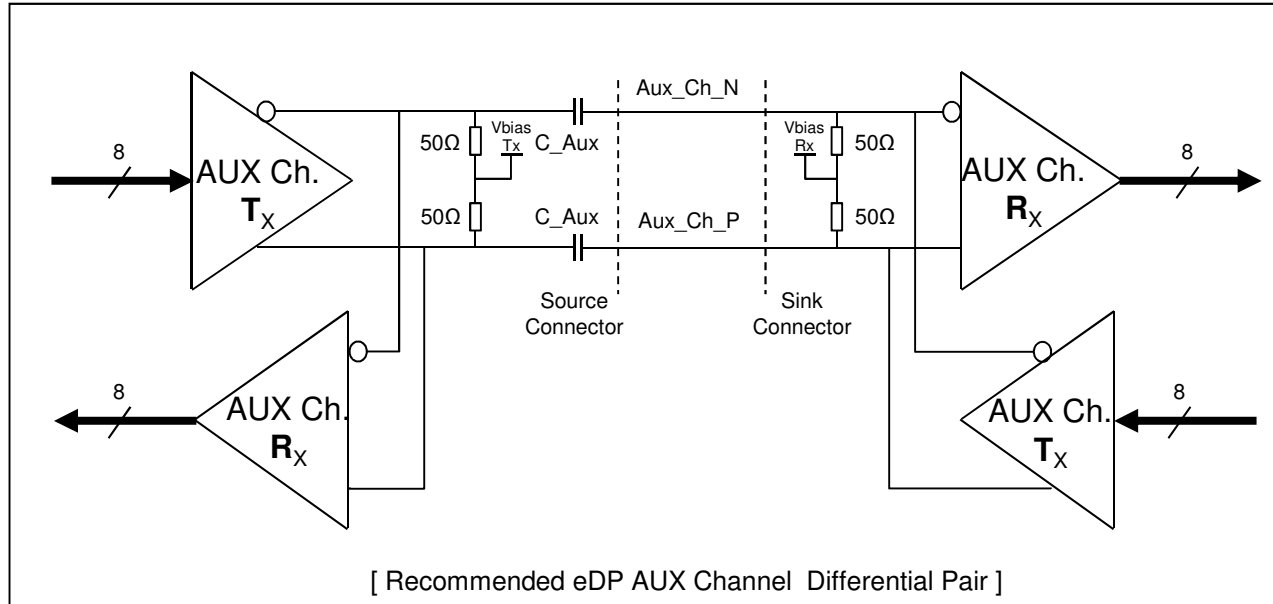 Aux_Ch_N
Vbias
Tx
50Ω
C_Aux
Vbias
Rx
50Ω
8
AUX Ch.
TX
AUX Ch.
RX
8
50Ω
C_Aux
Aux_Ch_P
50Ω
Source
Connector
Sink
Connector
8
AUX Ch.
RX
AUX Ch.
TX
8
[ Recommended eDP AUX Channel Differential Pair ]